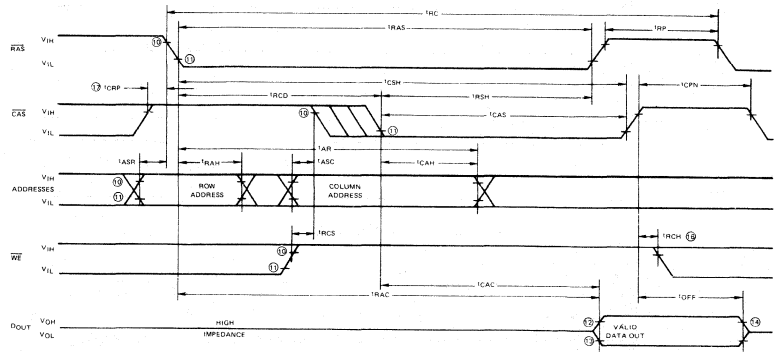 tRC
tRAS
tRP
RAS
VIH
VIL
⑩
⑪
tCSH
⑰ tCRP
tRCD
tRSH
tCPN
CAS
VIH
VIL
⑩
⑪
tCAS
tAR
tASR
tRAH
tASC
tCAH
ADDRESSES
VIH
VIL
⑩
⑪
ROW
ADDRESS
COLUMN
ADDRESS
tRCS
tRCH ⑯
WE
VIH
VIL
⑩
⑪
tCAC
tRAC
tOFF
DOUT
VOH
VOL
HIGH
IMPEDANCE
⑫
⑬
VALID
DATA OUT
⑭